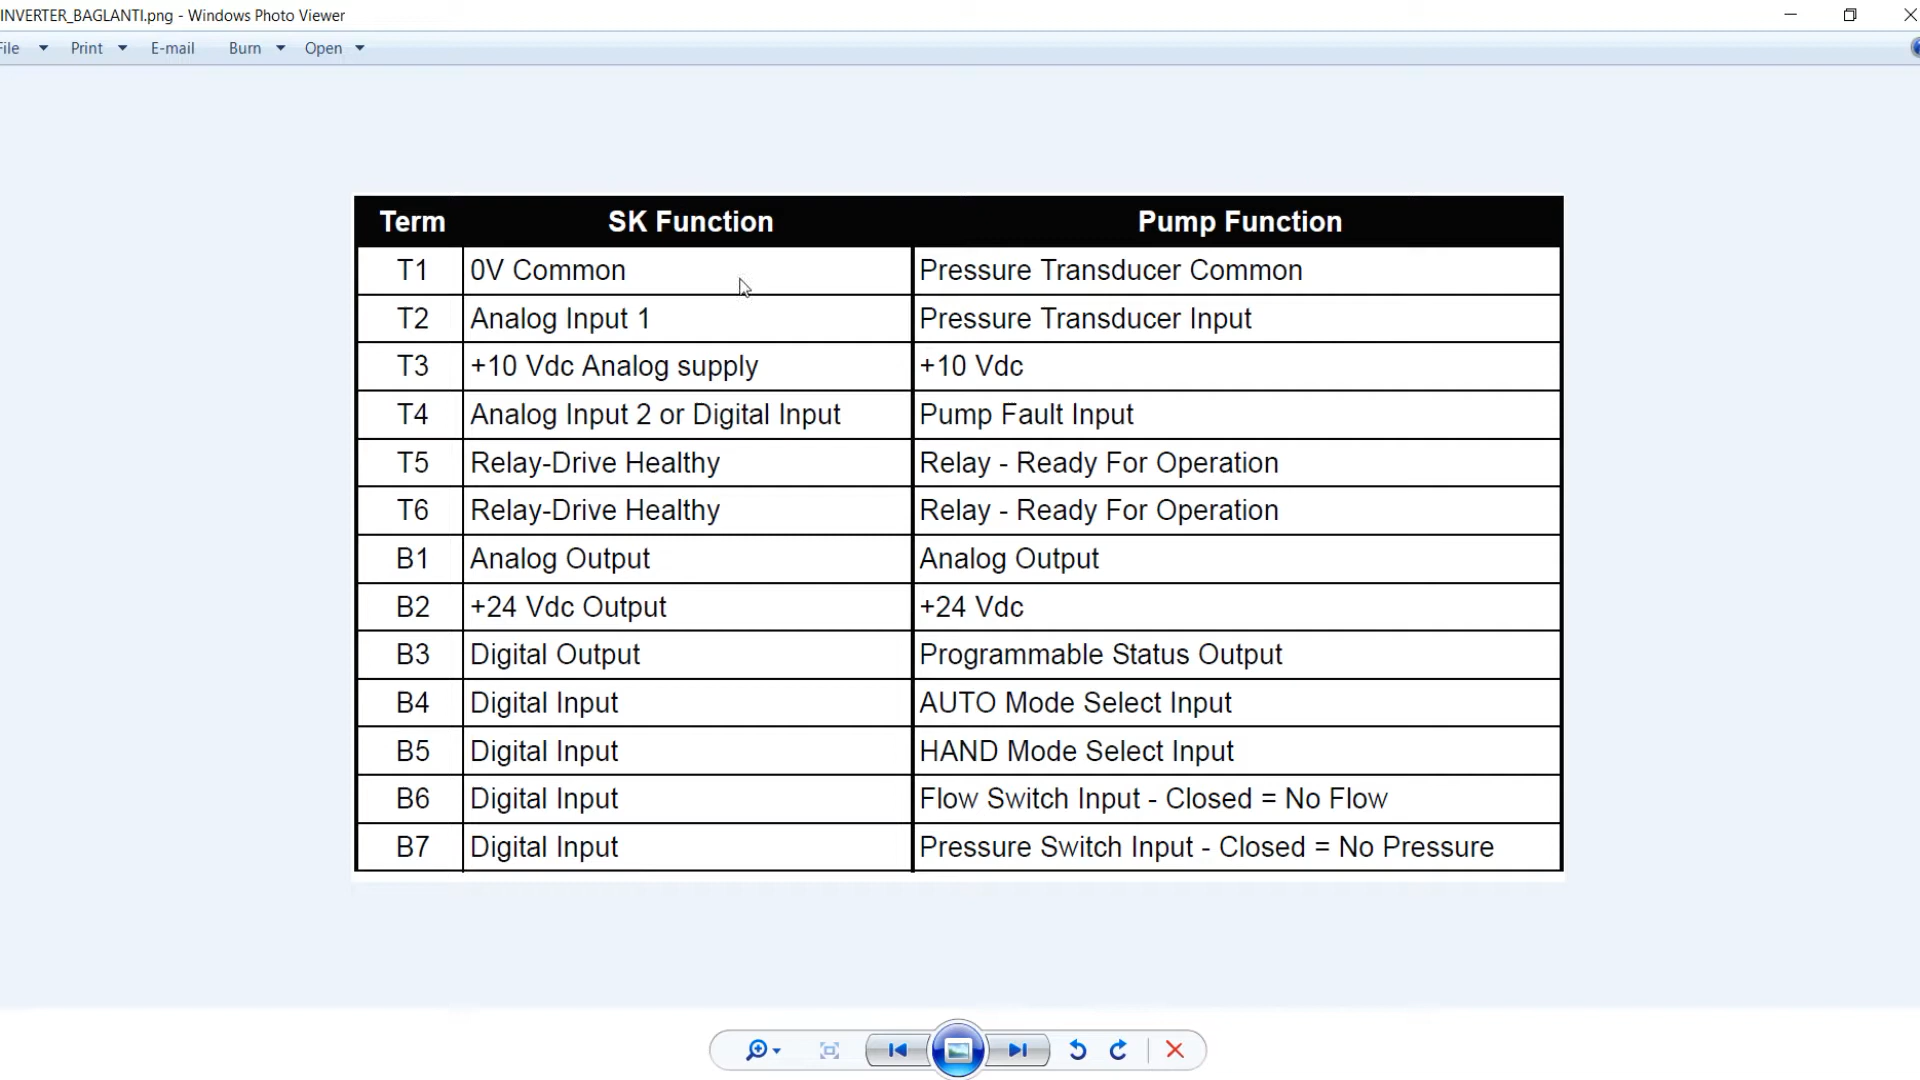 INVERTER_BAGLANTI.png - Windows Photo Viewer
File Print E-mail Burn Open
Term SK Function Pump Function
T1 0V Common Pressure Transducer Common
T2 Analog Input 1 Pressure Transducer Input
T3 +10 Vdc Analog supply +10 Vdc
T4 Analog Input 2 or Digital Input Pump Fault Input
T5 Relay-Drive Healthy Relay - Ready For Operation
T6 Relay-Drive Healthy Relay - Ready For Operation
B1 Analog Output Analog Output
B2 +24 Vdc Output +24 Vdc
B3 Digital Output Programmable Status Output
B4 Digital Input AUTO Mode Select Input
B5 Digital Input HAND Mode Select Input
B6 Digital Input Flow Switch Input - Closed = No Flow
B7 Digital Input Pressure Switch Input - Closed = No Pressure